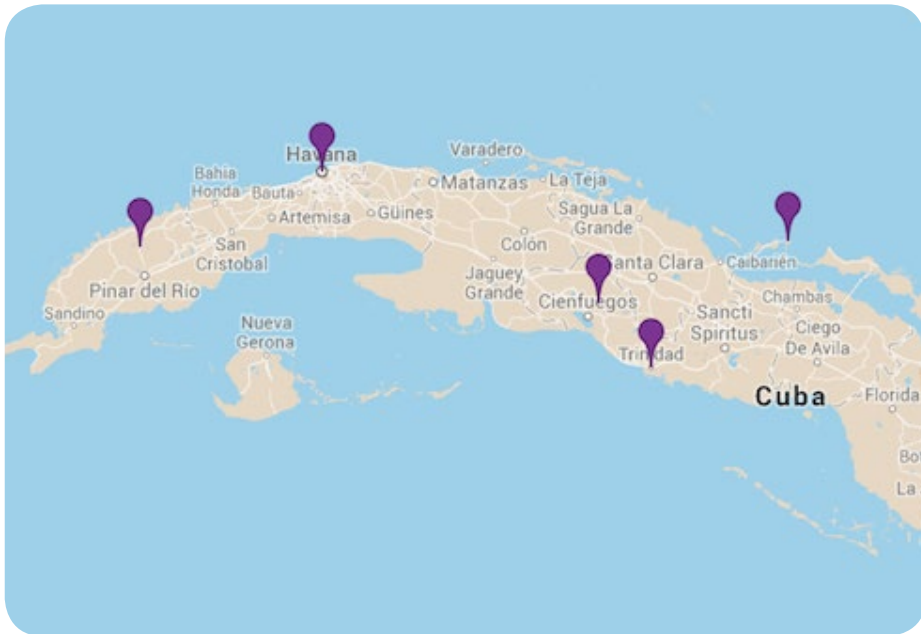 Havana
Varadero
Bahia
Honda
Bauta
Matanzas
La Teja
Artemisa
Güines
Sagua La
Grande
San
Cristobal
Colón
Pinar del Rio
Jaguey
Grande
Santa Clara
Caibarién
Cienfuegos
Chambas
Sandino
Nueva
Gerona
Sancti
Spiritus
Ciego
De Avila
Trinidad
Cuba
Florida
La